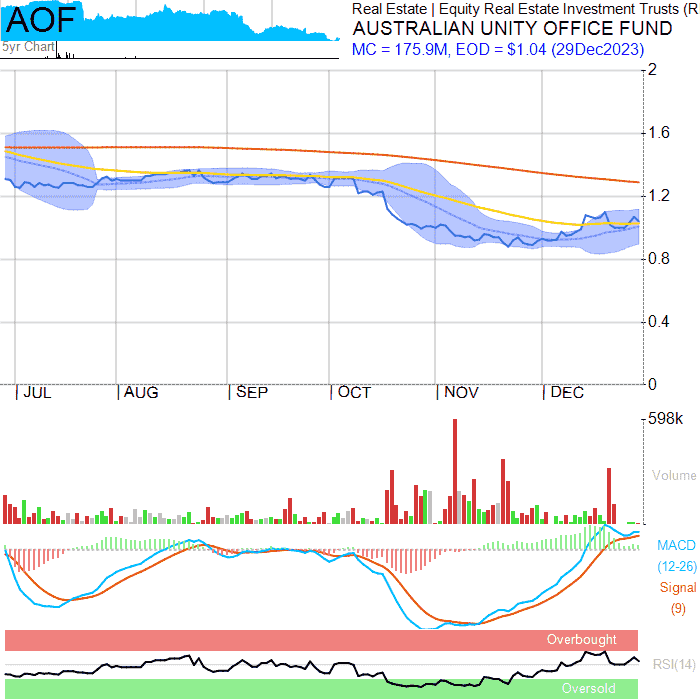 AOF
5yr Chart
Real Estate | Equity Real Estate Investment Trusts (R
AUSTRALIAN UNITY OFFICE FUND
MC = 175.9M, EOD = $1.04 (29Dec2023)
2
1.6
1.2
0.8
0.4
0
JUL AUG SEP OCT NOV DEC
598k
Volume
MACD
(12-26)
Signal
(9)
Overbought
RSI(14)
Oversold